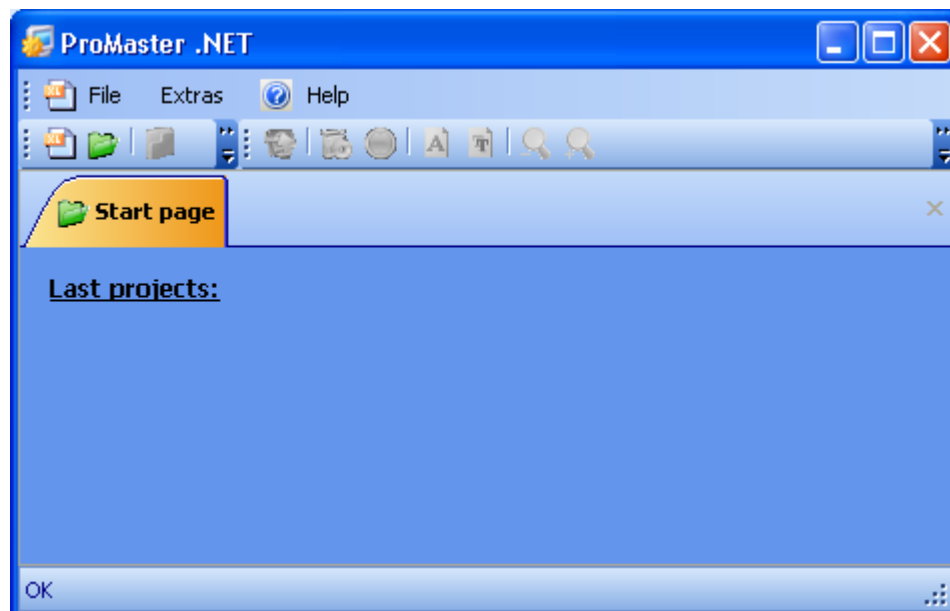 ProMaster .NET
File Extras Help
Start page
Last projects:
OK